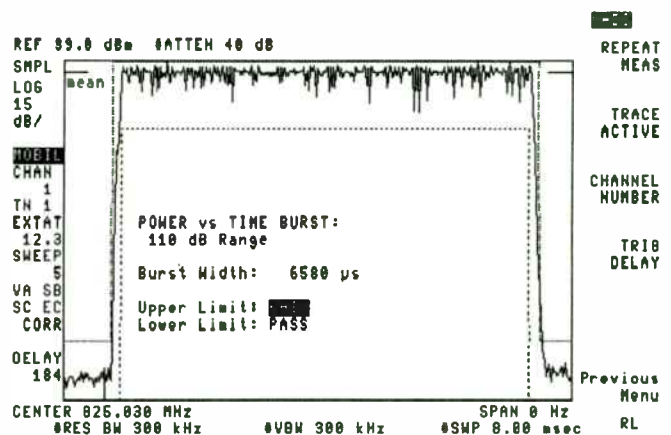 REF 99.0 dBm #ATTEN 40 dB
SMPL
LOG
15
dB/
mean
MOBIL
CHAN
1
TN 1
EXTAT
12.3
SWEEP
5
VA SB
SC EC
CORR
DELAY
184
POWER vs TIME BURST:
110 dB Range
Burst Width: 6580 µs
Upper Limit:
Lower Limit: PASS
CENTER 825.030 MHz SPAN 0 Hz
#RES BW 300 kHz #VBW 300 kHz #SWP 8.00 msec
REPEAT
MEAS
TRACE
ACTIVE
CHANNEL
NUMBER
TRIG
DELAY
Previous
Menu
RL